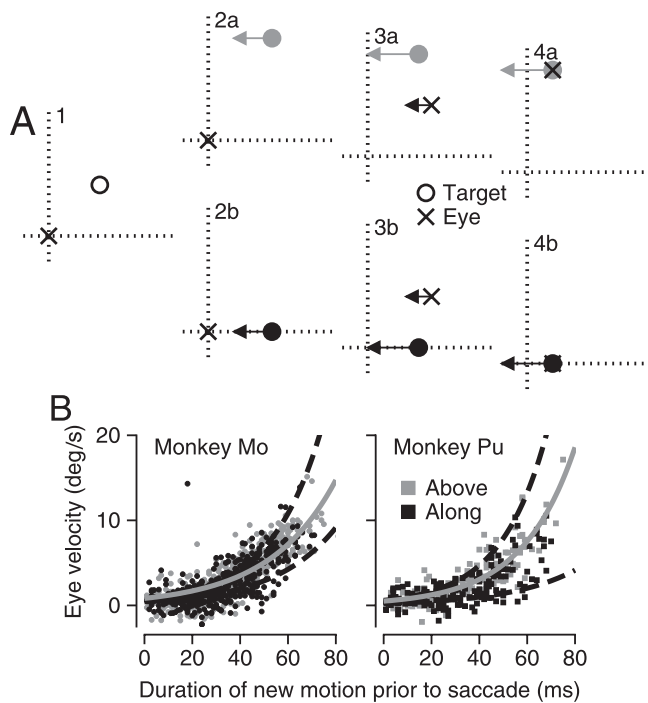 A
1
2a
3a
4a
Target
Eye
2b
3b
4b
B
Monkey Mo
Monkey Pu
Above
Along
Eye velocity (deg/s)
20
10
0
0 20 40 60 80
0 20 40 60 80
Duration of new motion prior to saccade (ms)